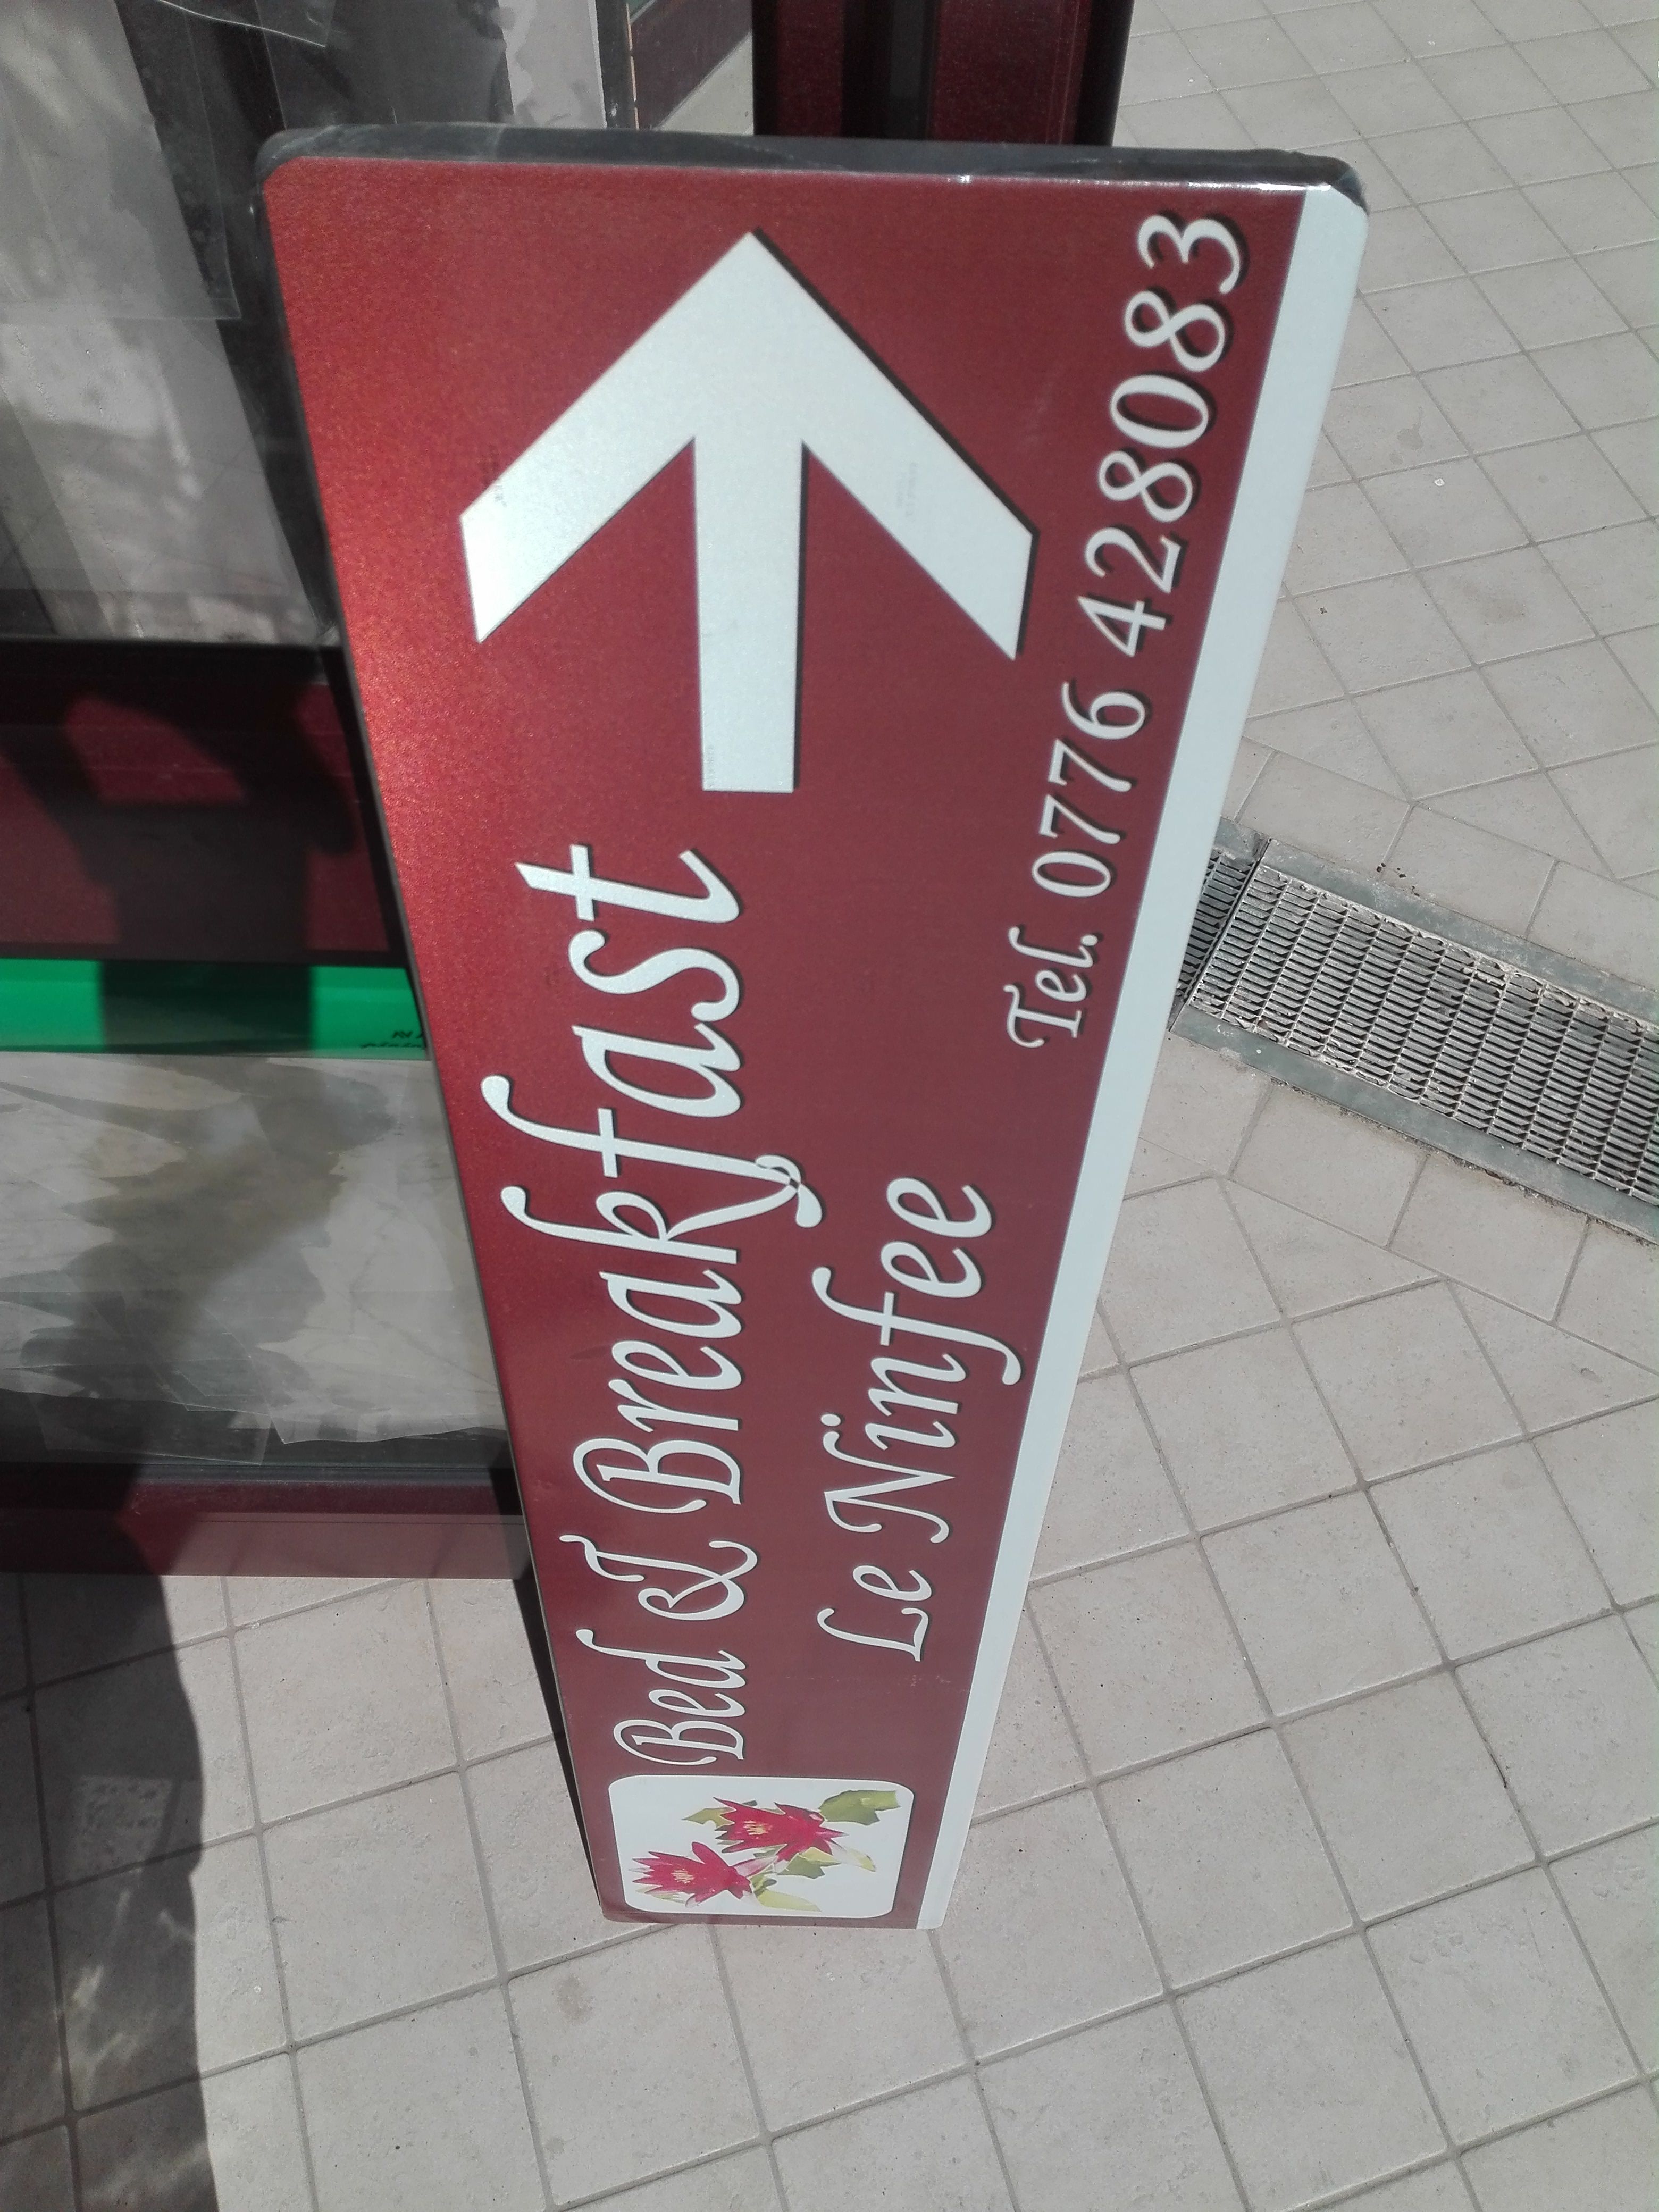 Bed & Breakfast
Le Ninfee
Tel. 0776 428083